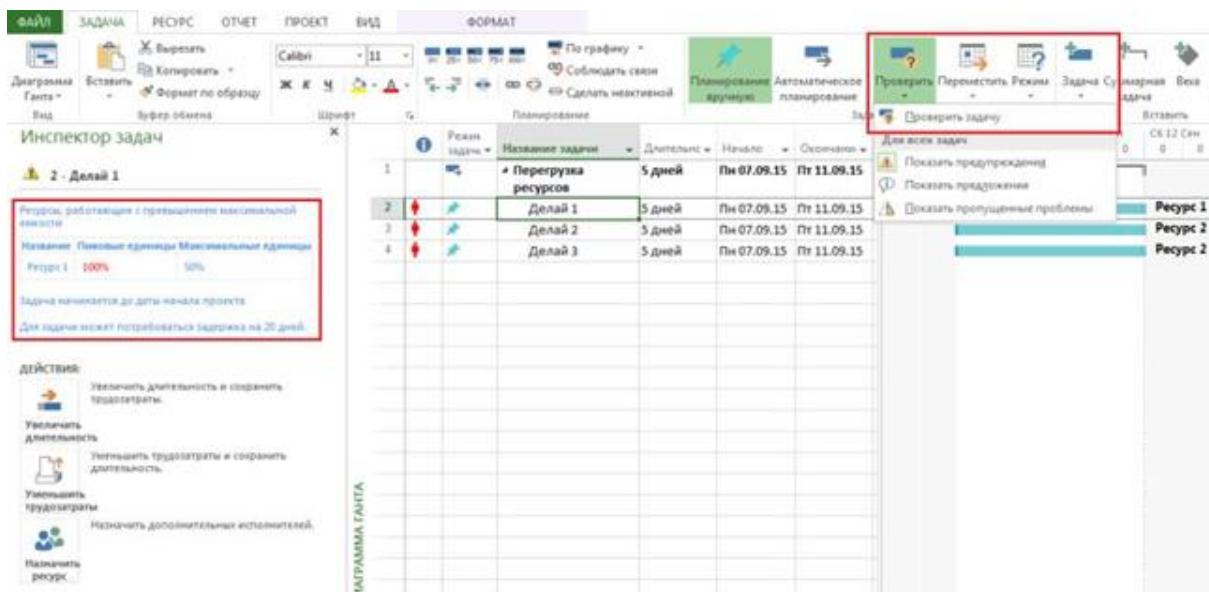 ФАЙЛ ЗАДАЧА РЕСУРС ОТЧЕТ ПРОЕКТ ВИД ФОРМАТ
Вырезать
Копировать
Формат по образцу
Диаграмма Ганта
Вставить
Calibri 11
Ж К Ч
По графику
Соблюдать связи
Сделать неактивной
Планирование вручную
Автоматическое планирование
Проверить Переместить Режим Задача Суммарная задача Веха
Вид Буфер обмена Шрифт Планирование Вставить
Проверить задачу
Для всех задач
Показать предупреждения
Показать предложения
Показать пропущенные проблемы
Инспектор задач
2 - Делай 1
Ресурсы, работающие с превышением максимальной
емкости
Название Пиковые единицы Максимальные единицы
Ресурс 1 100% 50%
Задача начинается до даты начала проекта
Для задачи может потребоваться задержка на 20 дней.
ДЕЙСТВИЯ:
Увеличить длительность и сохранить
трудозатраты.
Увеличить
длительность
Уменьшить трудозатраты и сохранить
длительность.
Уменьшить
трудозатраты
Назначить дополнительных исполнителей.
Назначить
ресурс
Режим задачи Название задачи Длительнс Начало Окончани
1 Перегрузка ресурсов 5 дней Пн 07.09.15 Пт 11.09.15
2 Делай 1 5 дней Пн 07.09.15 Пт 11.09.15 Ресурс 1
3 Делай 2 5 дней Пн 07.09.15 Пт 11.09.15 Ресурс 2
4 Делай 3 5 дней Пн 07.09.15 Пт 11.09.15 Ресурс 2
АГРАММА ГАНТА